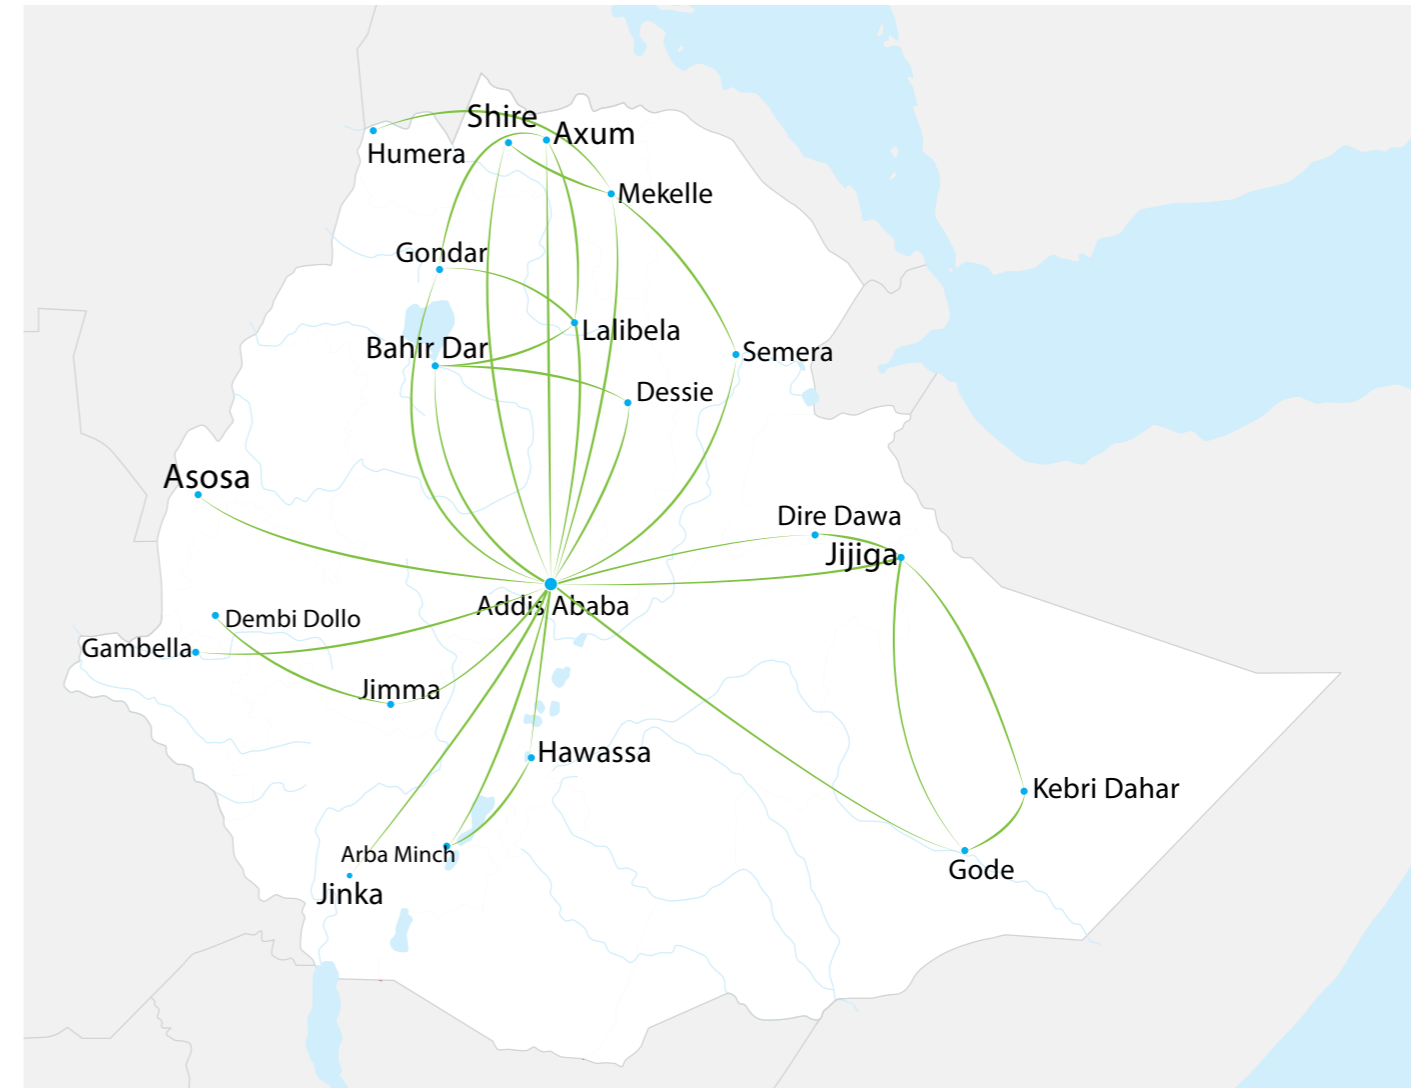 Shire
Axum
Humera
Mekelle
Gondar
Lalibela
Bahir Dar
Semera
Dessie
Asosa
Dire Dawa
Jijiga
Addis Ababa
Dembi Dollo
Gambella
Jimma
Hawassa
Kebri Dahar
Arba Minch
Gode
Jinka